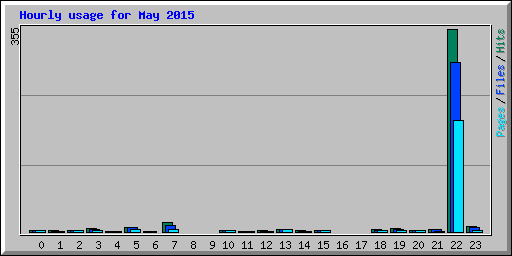 Hourly usage for May 2015
355
Pages/Files/Hits
0 1 2 3 4 5 6 7 8 9 10 11 12 13 14 15 16 17 18 19 20 21 22 23